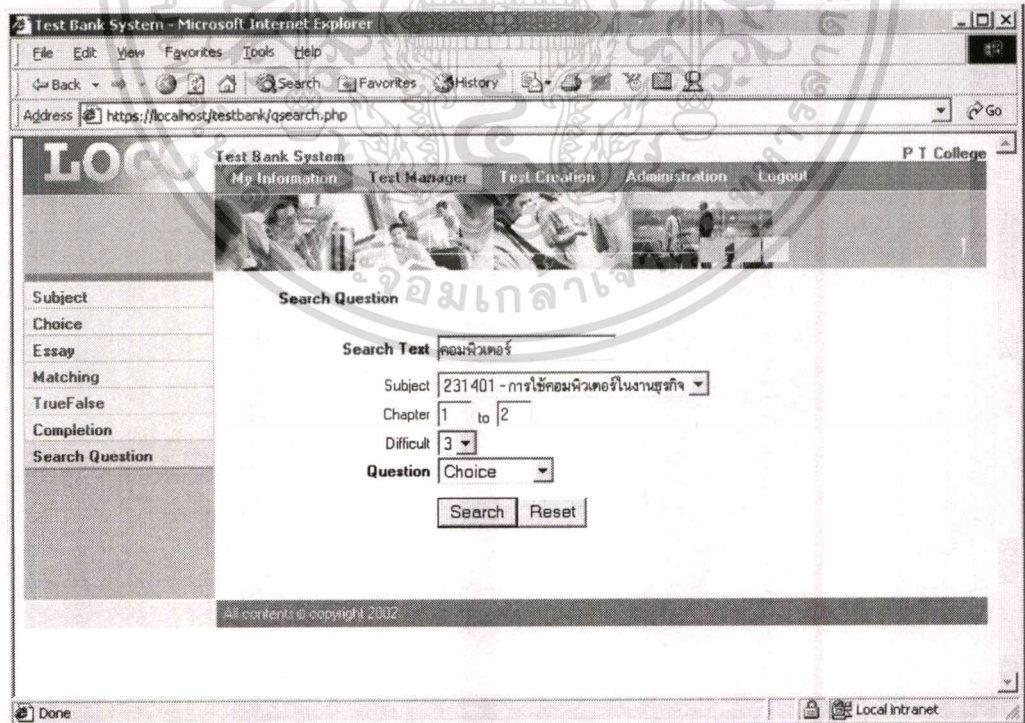 Test Bank System - Microsoft Internet Explorer
File Edit View Favorites Tools Help
Back Search Favorites History
Address https://localhost/testbank/qsearch.php Go
LOGO Test Bank System P T College
My Information Test Manager Test Creation Administration Logout
Subject
Choice
Essay
Matching
TrueFalse
Completion
Search Question
Search Question
Search Text คอมพิวเตอร์
Subject 231401 - การใช้คอมพิวเตอร์ในงานธุรกิจ
Chapter 1 to 2
Difficult 3
Question Choice
Search Reset
All contents © copyright 2002
Done Local intranet